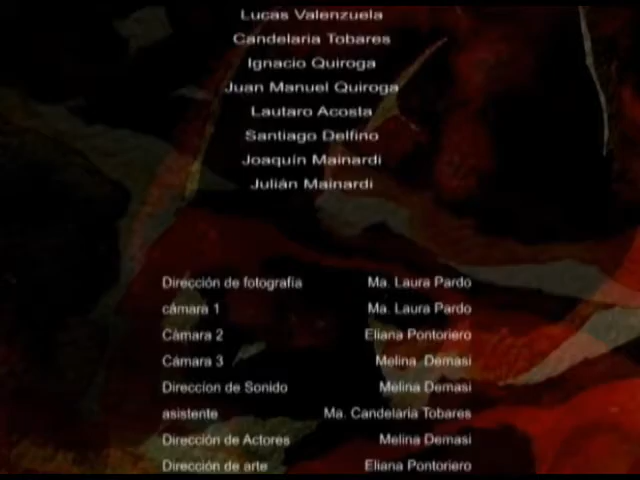 Lucas Valenzuela
Candelaria Tobares
Ignacio Quiroga
Juan Manuel Quiroga
Lautaro Acosta
Santiago Delfino
Joaquín Mainardi
Julián Mainardi
Dirección de fotografía Ma. Laura Pardo
cámara 1 Ma. Laura Pardo
Cámara 2 Eliana Pontoriero
Cámara 3 Melina Demasi
Direccion de Sonido Melina Demasi
asistente Ma. Candelaria Tobares
Dirección de Actores Melina Demasi
Dirección de arte Eliana Pontoriero